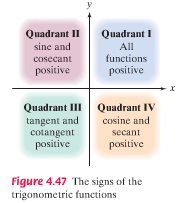 y
Quadrant II
sine and
cosecant
positive
Quadrant I
All
functions
positive
x
Quadrant III
tangent and
cotangent
positive
Quadrant IV
cosine and
secant
positive
Figure 4.47 The signs of the
trigonometric functions